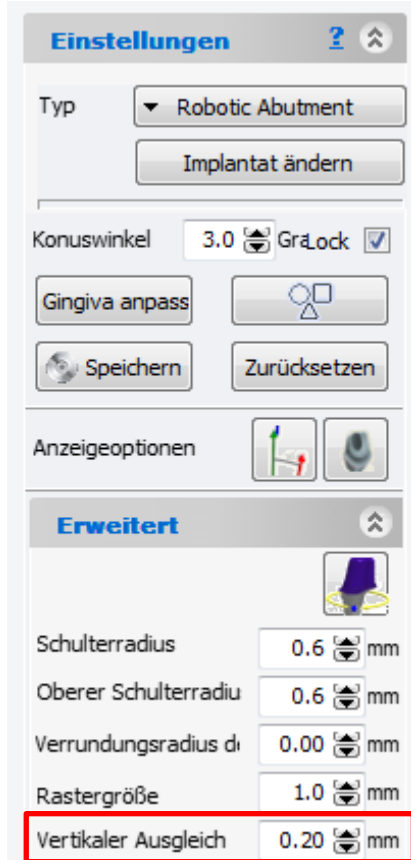 Einstellungen ?
Typ Robotic Abutment
Implantat ändern
Konuswinkel 3.0 Gra Lock
Gingiva anpass
Speichern Zurücksetzen
Anzeigeoptionen
Erweitert
Schulterradius 0.6 mm
Oberer Schulterradiu 0.6 mm
Verrundungsradius d 0.00 mm
Rastergröße 1.0 mm
Vertikaler Ausgleich 0.20 mm